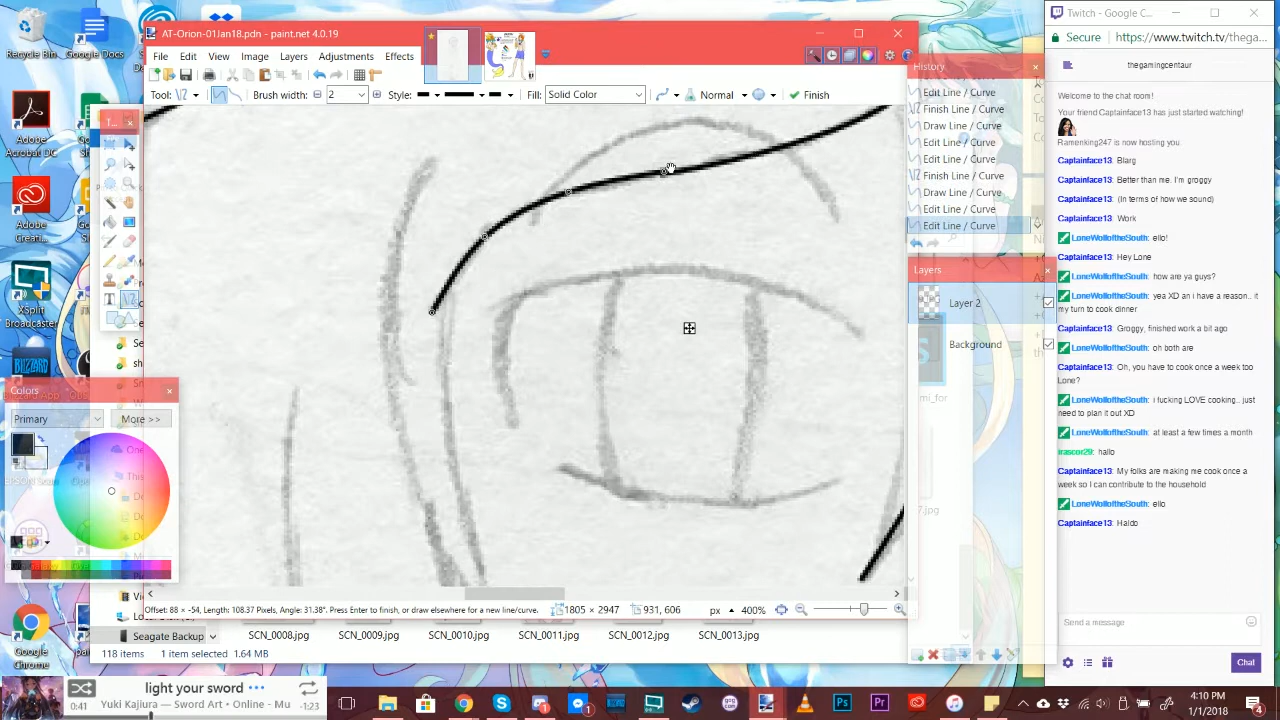 AT-Orion-01Jan18.pdn - paint.net 4.0.19
File Edit View Image Layers Adjustments Effects
Tool: Brush width: 2 Style: Fill: Solid Color Normal Finish
Recycle Bin
Google Docs
Adobe
Acrobat DC
Adobe
Creati...
XSplit
Broadcaster
Google
Chrome
T...
Colors
Primary
More >>
History
Edit Line / Curve
Finish Line / Curve
Draw Line / Curve
Edit Line / Curve
Edit Line / Curve
Finish Line / Curve
Draw Line / Curve
Edit Line / Curve
Edit Line / Curve
Layers
Layer 2
Background
Offset: 88 × -54, Length: 108.37 Pixels, Angle: 31.38°. Press Enter to finish, or draw elsewhere for a new line/curve.
1805 × 2947
931, 606
px
400%
Seagate Backup
SCN_0008.jpg
SCN_0009.jpg
SCN_0010.jpg
SCN_0011.jpg
SCN_0012.jpg
SCN_0013.jpg
118 items 1 item selected 1.64 MB
Twitch - Google C...
Secure https://www.twitch.tv/thega...
thegamingcentaur
Welcome to the chat room!
Your friend Captainface13 has just started watching!
Ramenking247 is now hosting you.
Captainface13: Blarg
Captainface13: Better than me. I'm groggy
Captainface13: (In terms of how we sound)
Captainface13: Work
LoneWolfoftheSouth: ello!
Captainface13: Hey Lone
LoneWolfoftheSouth: how are ya guys?
LoneWolfoftheSouth: yea XD an i have a reason.. it
my turn to cook dinner
Captainface13: Groggy, finished work a bit ago
LoneWolfoftheSouth: oh both are
Captainface13: Oh, you have to cook once a week too
Lone?
LoneWolfoftheSouth: i fucking LOVE cooking.. just
need to plan it out XD
LoneWolfoftheSouth: at least a few times a month
irascor29: hallo
Captainface13: My folks are making me cook once a
week so I can contribute to the household
LoneWolfoftheSouth: ello
Captainface13: Haldo
Send a message
Chat
light your sword
0:41
-1:23
Yuki Kajiura — Sword Art • Online - Mu
4:10 PM
1/1/2018